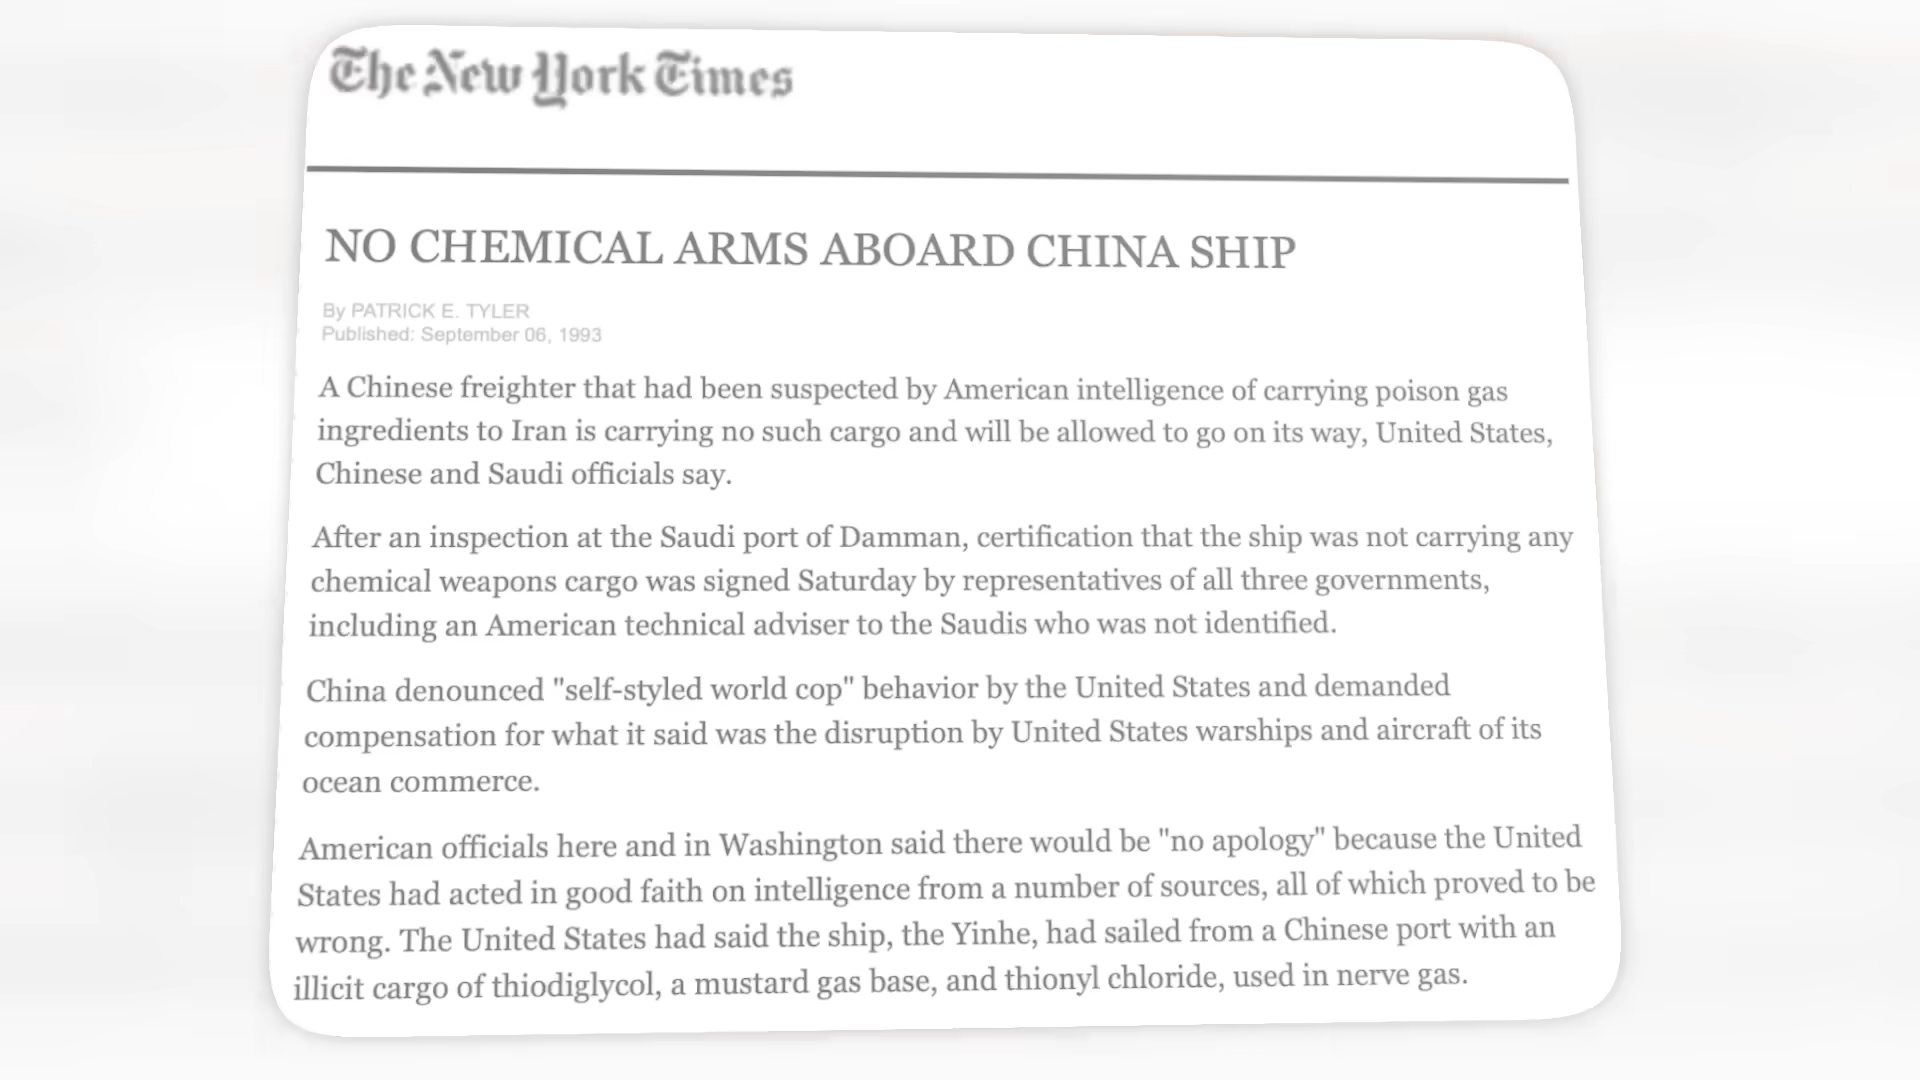 The New York Times
NO CHEMICAL ARMS ABOARD CHINA SHIP
By PATRICK E. TYLER
Published: September 06, 1993
A Chinese freighter that had been suspected by American intelligence of carrying poison gas
ingredients to Iran is carrying no such cargo and will be allowed to go on its way, United States,
Chinese and Saudi officials say.
After an inspection at the Saudi port of Damman, certification that the ship was not carrying any
chemical weapons cargo was signed Saturday by representatives of all three governments,
including an American technical adviser to the Saudis who was not identified.
China denounced "self-styled world cop" behavior by the United States and demanded
compensation for what it said was the disruption by United States warships and aircraft of its
ocean commerce.
American officials here and in Washington said there would be "no apology" because the United
States had acted in good faith on intelligence from a number of sources, all of which proved to be
wrong. The United States had said the ship, the Yinhe, had sailed from a Chinese port with an
illicit cargo of thiodiglycol, a mustard gas base, and thionyl chloride, used in nerve gas.